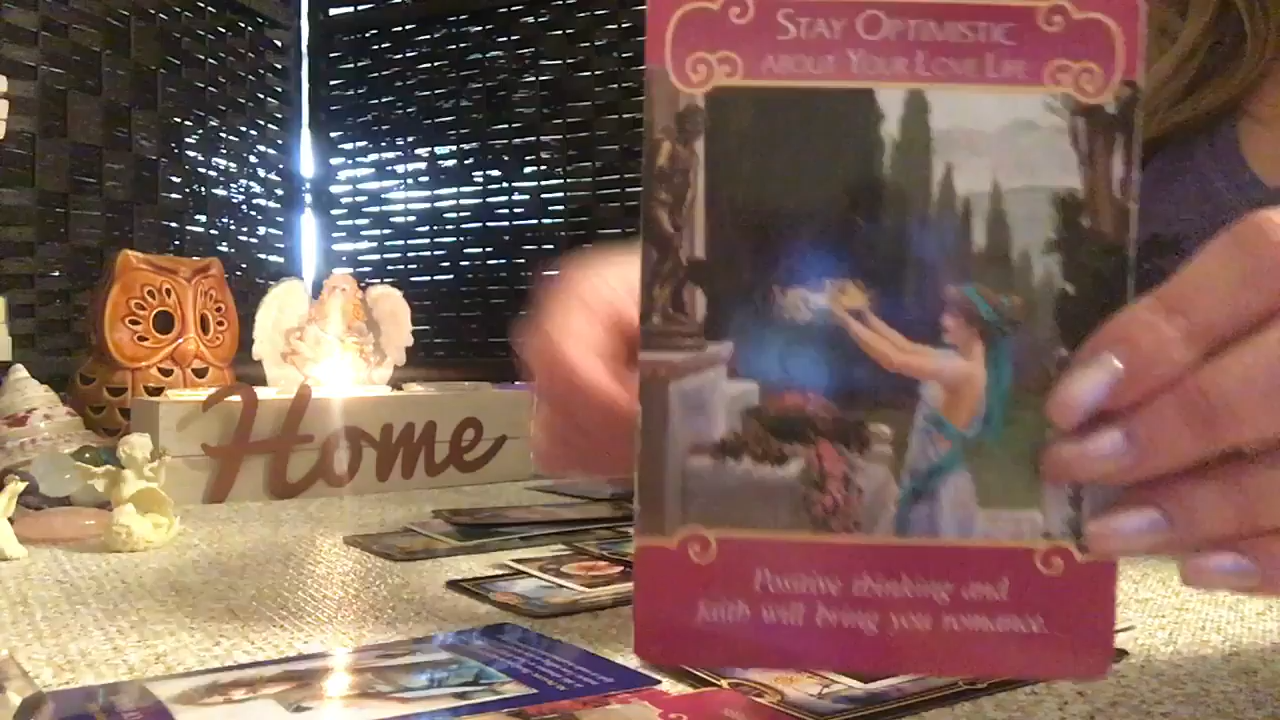 STAY OPTIMISTIC
ABOUT YOUR LOVE LIFE
Home
Positive thinking and
faith will bring you romance.